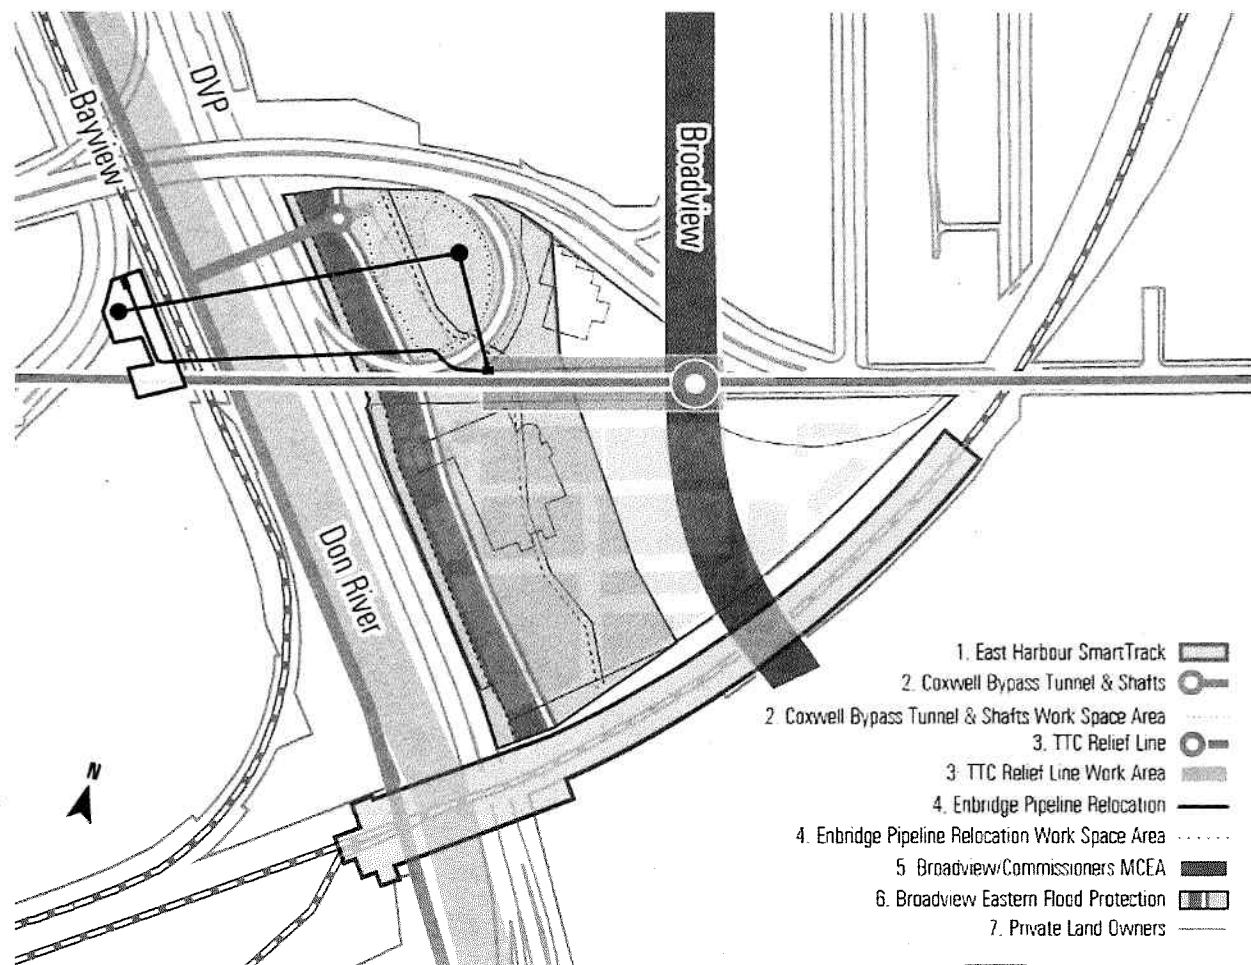 DVP
Bayview
Broadview
Don River
N
1. East Harbour SmartTrack
2. Coxwell Bypass Tunnel & Shafts
2. Coxwell Bypass Tunnel & Shafts Work Space Area
3. TTC Relief Line
3 TTC Relief Line Work Area
4. Enbridge Pipeline Relocation
4. Enbridge Pipeline Relocation Work Space Area
5 Broadview/Commissioners MCEA
6. Broadview Eastern Flood Protection
7. Private Land Owners